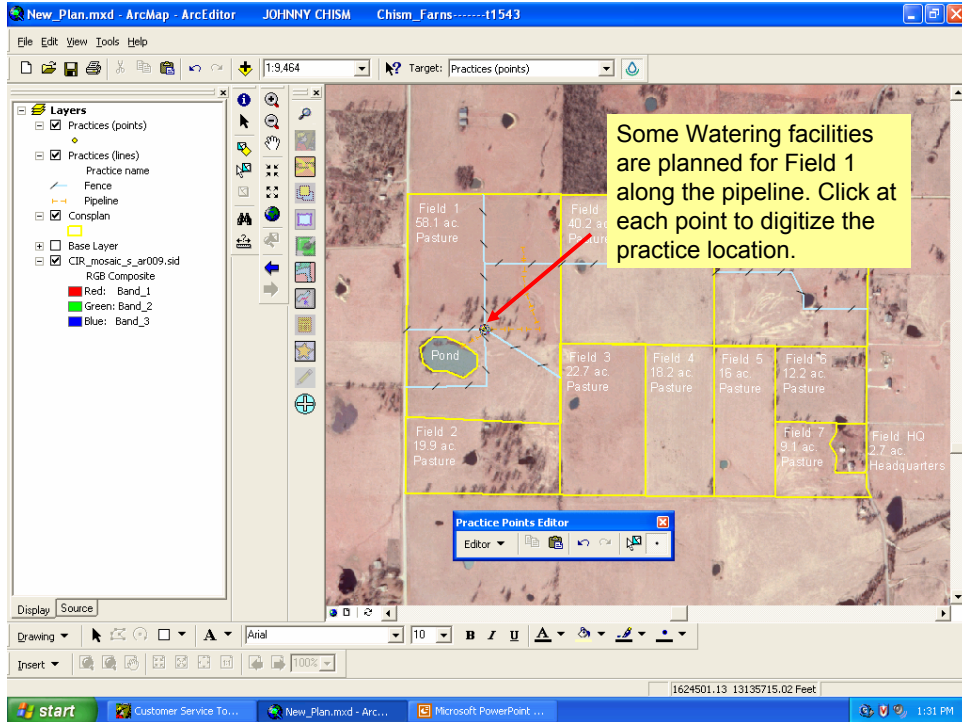 New_Plan.mxd - ArcMap - ArcEditor JOHNNY CHISM Chism_Farns-------t1543
File Edit View Tools Help
1:9,464 Target: Practices (points)
Layers
Practices (points)
Practices (lines)
Practice name
Fence
Pipeline
Consplan
Base Layer
CIR_mosaic_s_ar009.sid
RGB Composite
Red: Band_1
Green: Band_2
Blue: Band_3
Some Watering facilities
are planned for Field 1
along the pipeline. Click at
each point to digitize the
practice location.
Field 1
58.1 ac.
Pasture
Field
40.2 ac
Pond
Field 3
22.7 ac.
Pasture
Field 4
18.2 ac.
Pasture
Field 5
16 ac.
Pasture
Field 6
12.2 ac.
Pasture
Field 2
19.9 ac.
Pasture
Field 7
9.1 ac.
Pasture
Field HQ
2.7 ac.
Headquarters
Practice Points Editor
Editor
Display Source
Drawing A Arial 10 B I U A
Insert 100%
1624501.13 13135715.02 Feet
start Customer Service To... New_Plan.mxd - Arc... Microsoft PowerPoint ... 1:31 PM